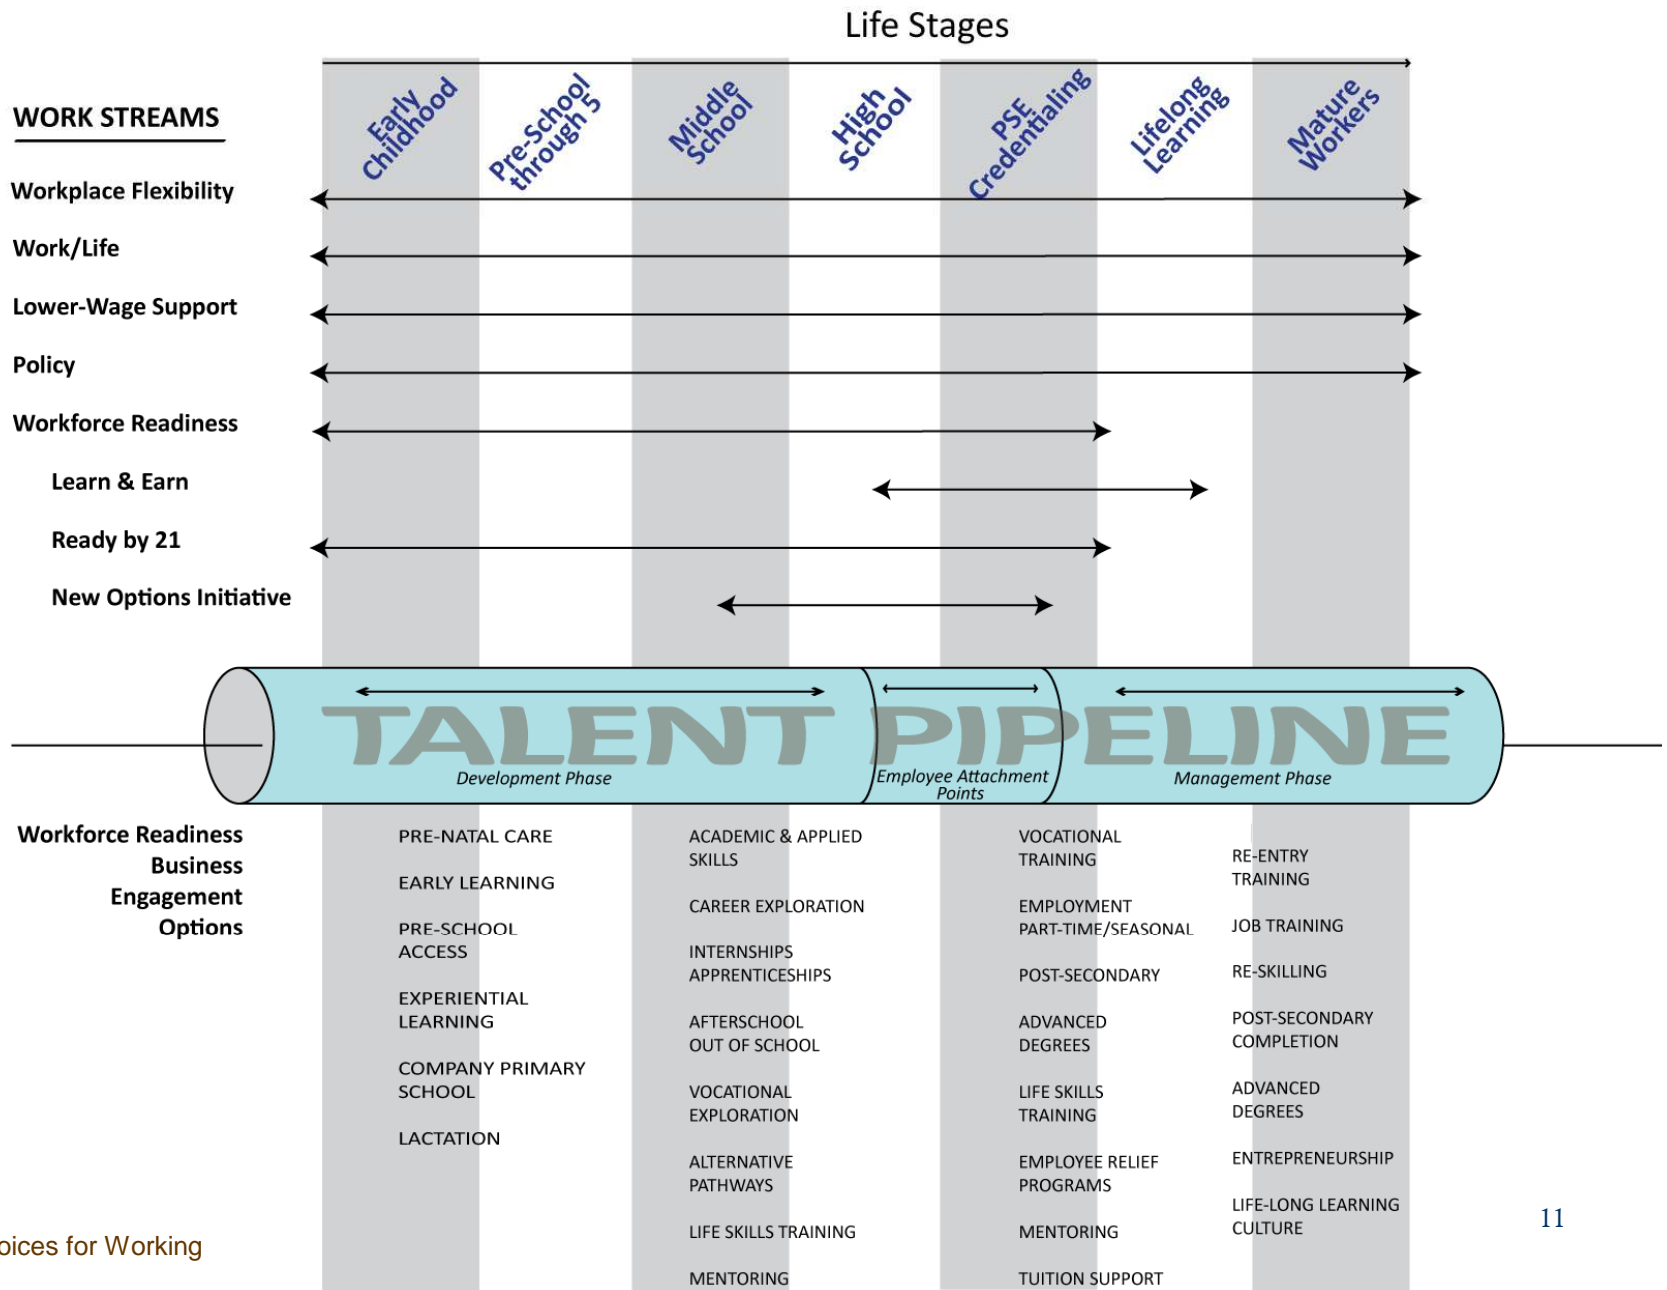 Life Stages
WORK STREAMS
Early
Childhood
Pre-School
through 5
Middle
School
High
School
PSE
Credentialing
Lifelong
Learning
Mature
Workers
Workplace Flexibility
Work/Life
Lower-Wage Support
Policy
Workforce Readiness
Learn & Earn
Ready by 21
New Options Initiative
TALENT PIPELINE
Development Phase
Employee Attachment
Points
Management Phase
Workforce Readiness
Business
Engagement
Options
PRE-NATAL CARE
EARLY LEARNING
PRE-SCHOOL
ACCESS
EXPERIENTIAL
LEARNING
COMPANY PRIMARY
SCHOOL
LACTATION
ACADEMIC & APPLIED
SKILLS
CAREER EXPLORATION
INTERNSHIPS
APPRENTICESHIPS
AFTERSCHOOL
OUT OF SCHOOL
VOCATIONAL
EXPLORATION
ALTERNATIVE
PATHWAYS
LIFE SKILLS TRAINING
MENTORING
VOCATIONAL
TRAINING
EMPLOYMENT
PART-TIME/SEASONAL
POST-SECONDARY
ADVANCED
DEGREES
LIFE SKILLS
TRAINING
EMPLOYEE RELIEF
PROGRAMS
MENTORING
TUITION SUPPORT
RE-ENTRY
TRAINING
JOB TRAINING
RE-SKILLING
POST-SECONDARY
COMPLETION
ADVANCED
DEGREES
ENTREPRENEURSHIP
LIFE-LONG LEARNING
CULTURE
oices for Working
11